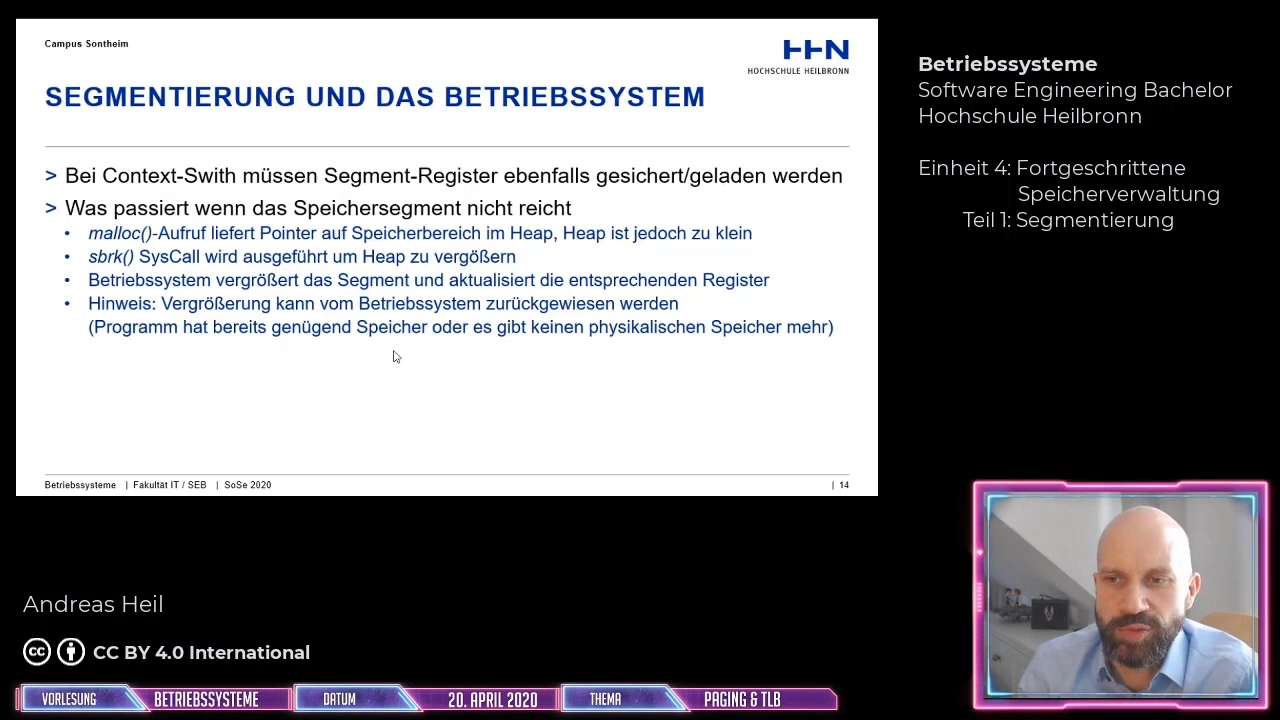 Campus Sontheim
HHN
HOCHSCHULE HEILBRONN
SEGMENTIERUNG UND DAS BETRIEBSSYSTEM
> Bei Context-Swith müssen Segment-Register ebenfalls gesichert/geladen werden
> Was passiert wenn das Speichersegment nicht reicht
• malloc()-Aufruf liefert Pointer auf Speicherbereich im Heap, Heap ist jedoch zu klein
• sbrk() SysCall wird ausgeführt um Heap zu vergößern
• Betriebssystem vergrößert das Segment und aktualisiert die entsprechenden Register
• Hinweis: Vergrößerung kann vom Betriebssystem zurückgewiesen werden
(Programm hat bereits genügend Speicher oder es gibt keinen physikalischen Speicher mehr)
Betriebssysteme | Fakultät IT / SEB | SoSe 2020 | 14
Betriebssysteme
Software Engineering Bachelor
Hochschule Heilbronn
Einheit 4: Fortgeschrittene
Speicherverwaltung
Teil 1: Segmentierung
Andreas Heil
cc CC BY 4.0 International
VORLESUNG BETRIEBSSYSTEME DATUM 20. APRIL 2020 THEMA PAGING & TLB